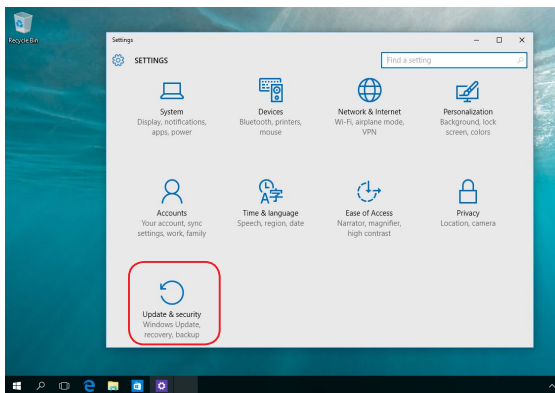 Recycle Bin
Settings
SETTINGS
Find a setting
System
Display, notifications,
apps, power
Devices
Bluetooth, printers,
mouse
Network & Internet
Wi-Fi, airplane mode,
VPN
Personalization
Background, lock
screen, colors
Accounts
Your account, sync
settings, work, family
Time & language
Speech, region, date
Ease of Access
Narrator, magnifier,
high contrast
Privacy
Location, camera
Update & security
Windows Update,
recovery, backup